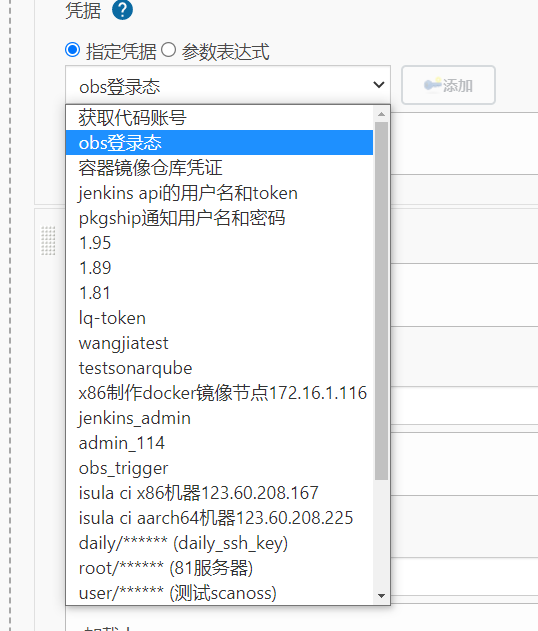 凭据 ?
指定凭据 参数表达式
obs登录态 添加
获取代码账号
obs登录态
容器镜像仓库凭证
jenkins api的用户名和token
pkgship通知用户名和密码
1.95
1.89
1.81
lq-token
wangjiatest
testsonarqube
x86制作docker镜像节点172.16.1.116
jenkins_admin
admin_114
obs_trigger
isula ci x86机器123.60.208.167
isula ci aarch64机器123.60.208.225
daily/****** (daily_ssh_key)
root/****** (81服务器)
user/****** (测试scanoss)